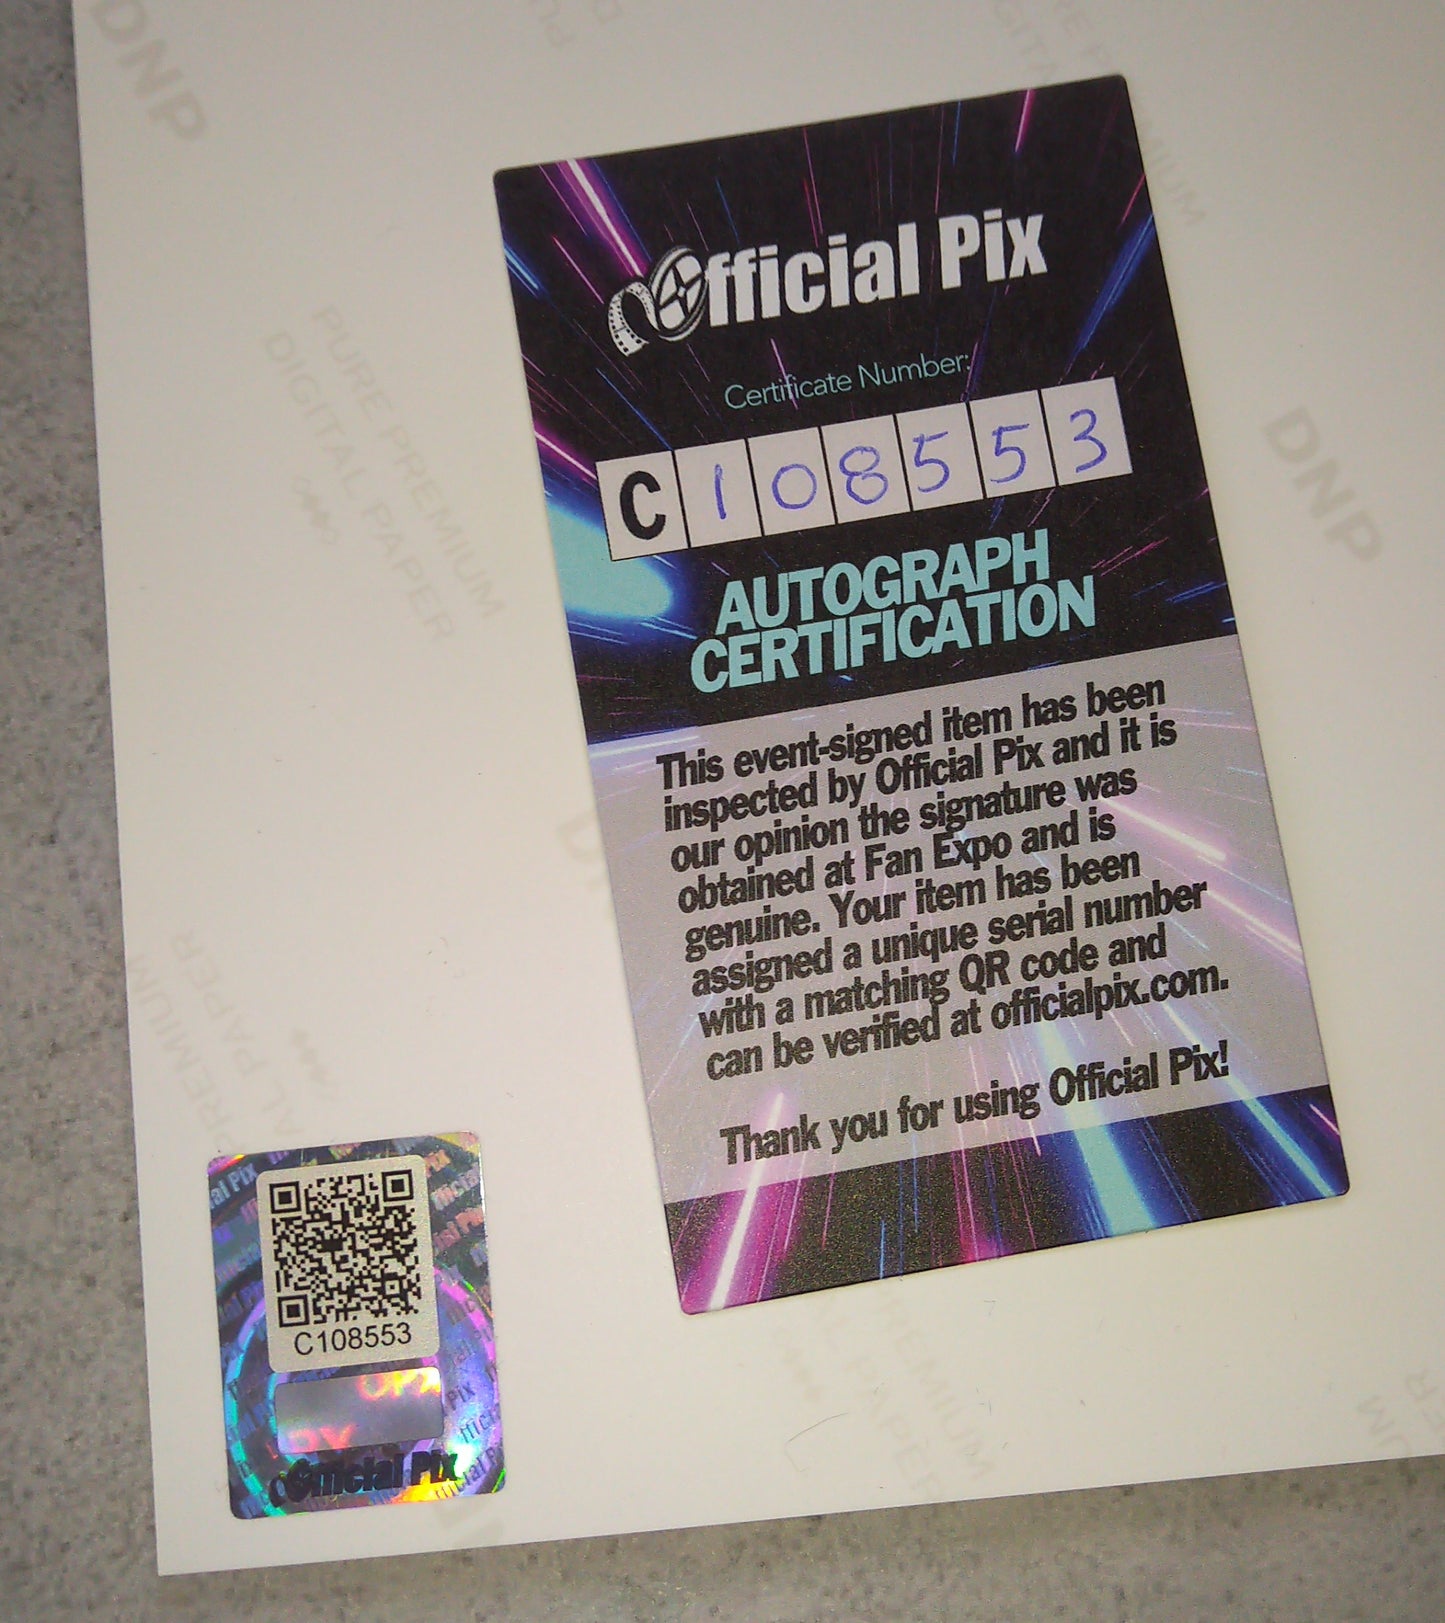 DNP
PURE PREMIUM
DIGITAL PAPER
DNP
Official Pix
Certificate Number:
C108553
AUTOGRAPH
CERTIFICATION
This event-signed item has been
inspected by Official Pix and it is
our opinion the signature was
obtained at Fan Expo and is
genuine. Your item has been
assigned a unique serial number
with a matching QR code and
can be verified at officialpix.com.
Thank you for using Official Pix!
PREMIUM
PAPER
C108553
Official Pix